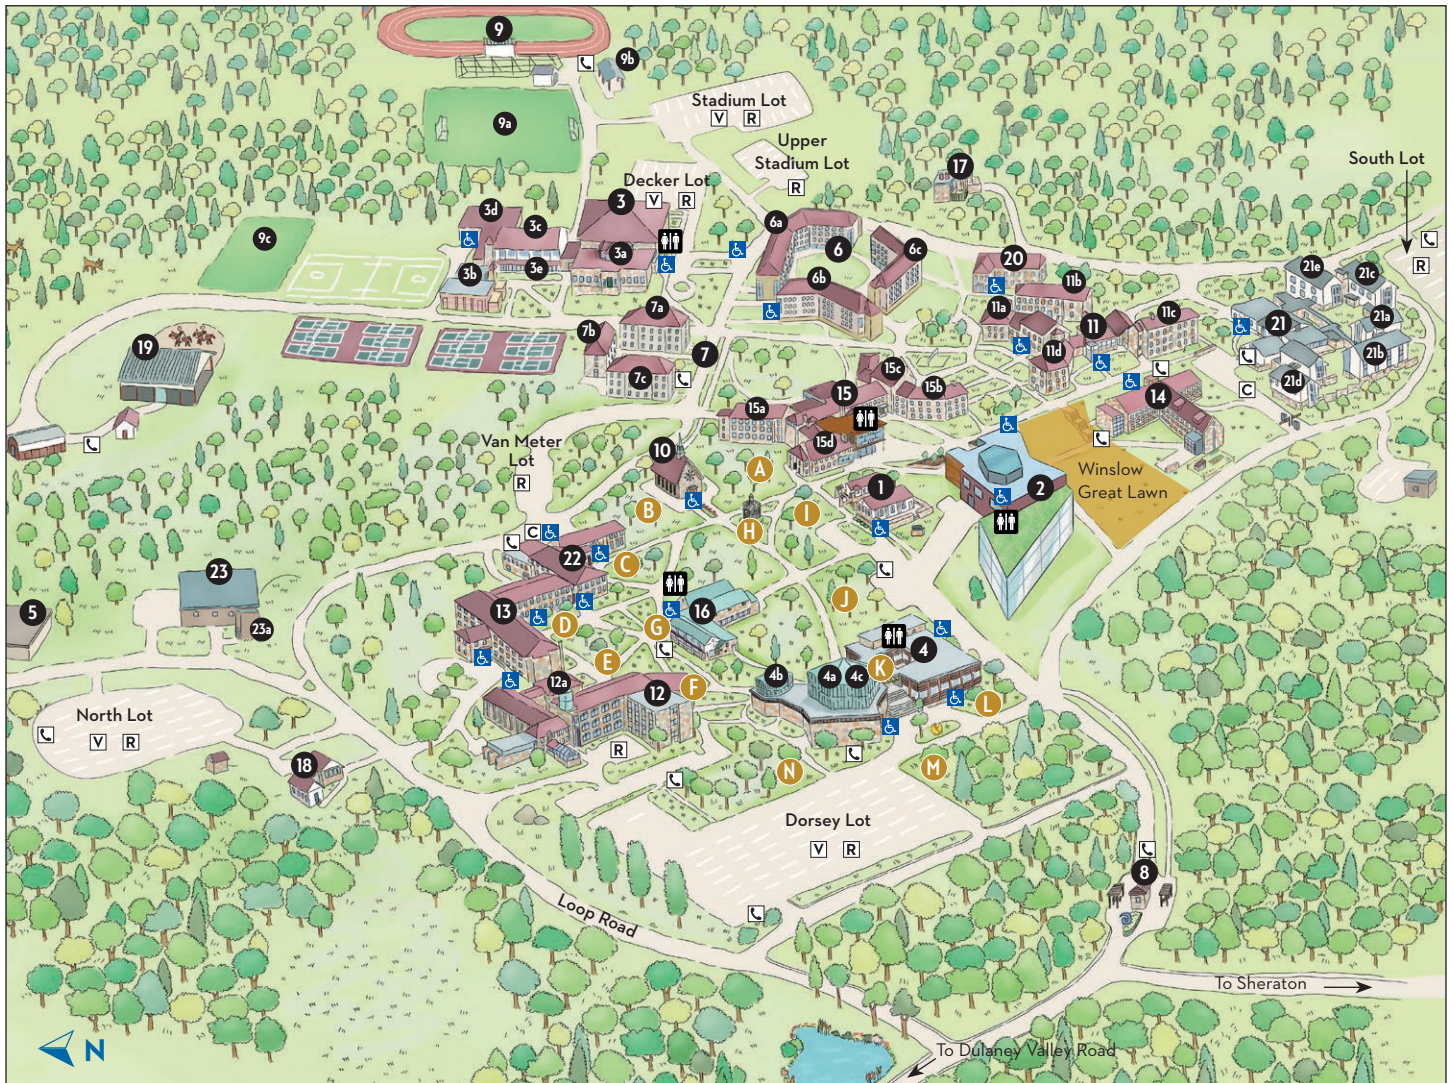 9
9b
Stadium Lot
V R
9a
Upper
Stadium Lot
R
South Lot
17
Decker Lot
V R
3
3d
3c
3a
3e
3b
9c
6a
6
6c
6b
20
11b
11a
11
11c
11d
21e
21c
R
21
21a
21b
21d
C
7a
7b
7
7c
19
15c
15
15b
15a
15d
14
Van Meter
Lot
R
10
A
B
H
I
1
2
Winslow
Great Lawn
C
22
C
23
23a
5
13
D
16
G
J
E
4
K
4b
4a
4c
12a
12
F
L
North Lot
V R
18
R
N
M
Dorsey Lot
V R
8
Loop Road
To Sheraton
To Dulaney Valley Road
N